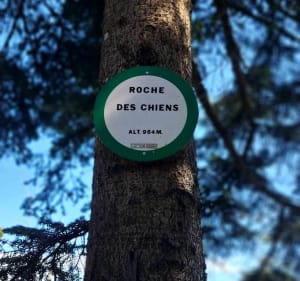 ROCHE
DES CHIENS
ALT. 964 M.